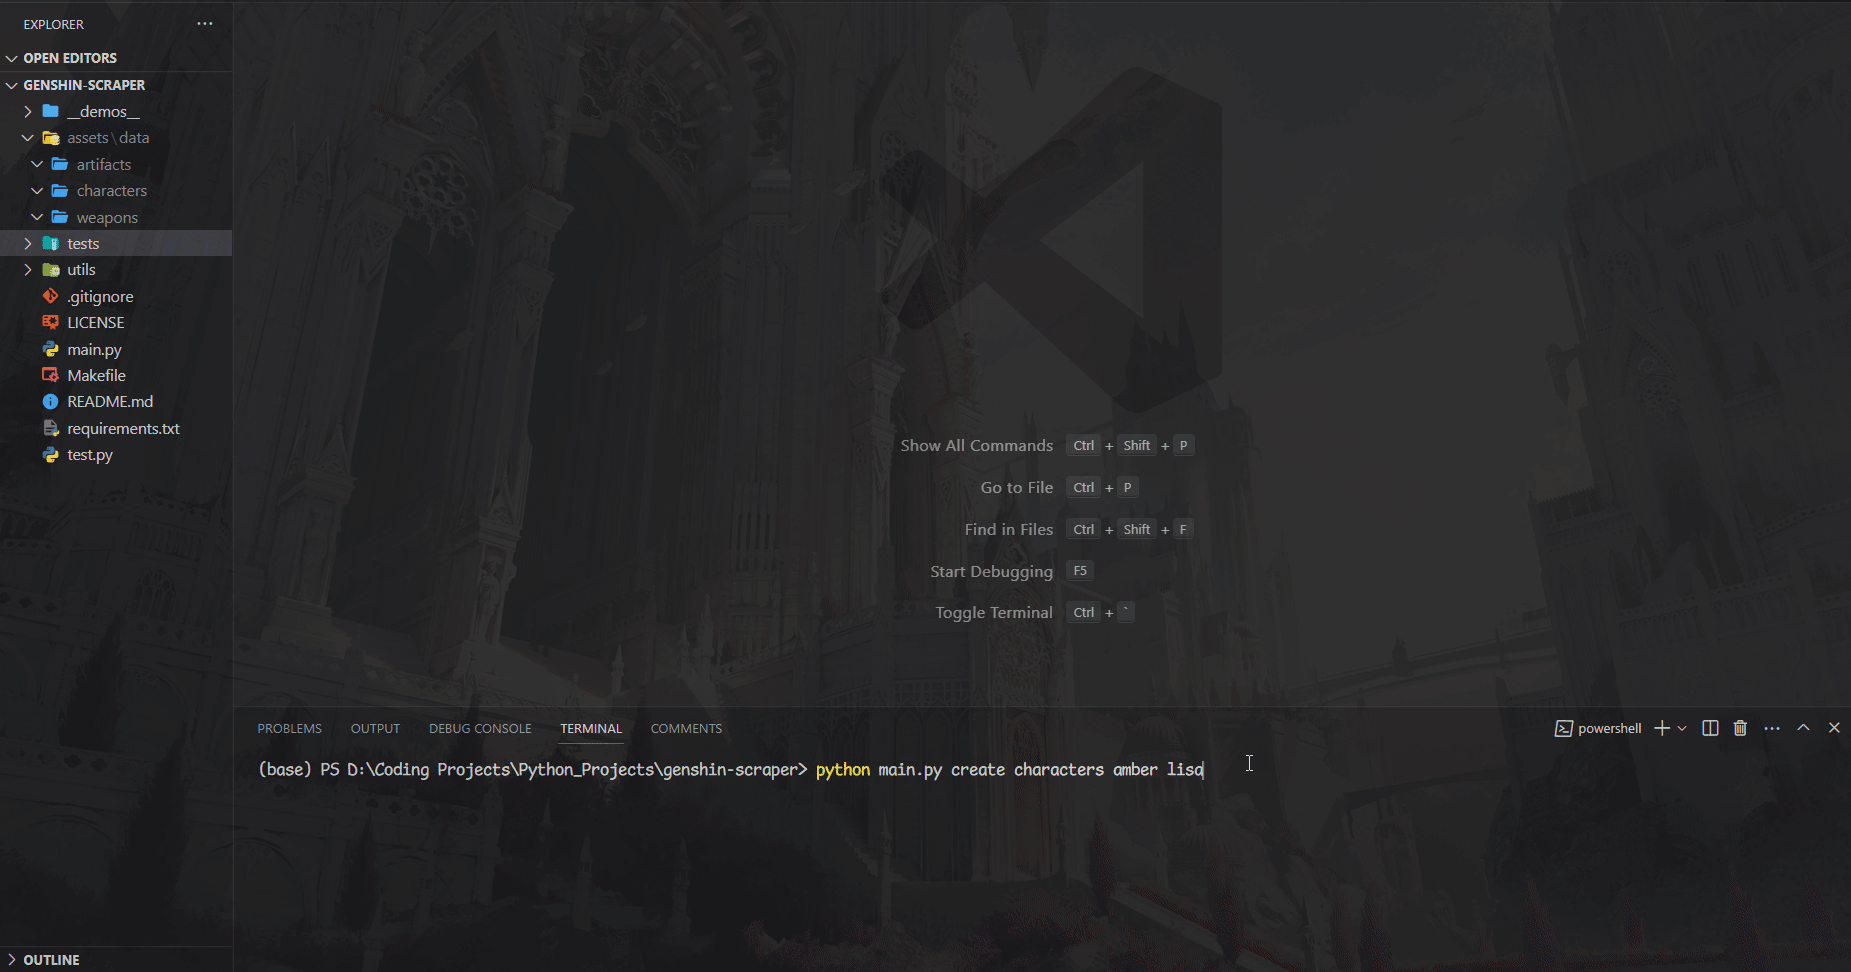 EXPLORER
OPEN EDITORS
GENSHIN-SCRAPER
__demos__
assets\data
artifacts
characters
weapons
tests
utils
.gitignore
LICENSE
main.py
Makefile
README.md
requirements.txt
test.py
OUTLINE
Show All Commands Ctrl + Shift + P
Go to File Ctrl + P
Find in Files Ctrl + Shift + F
Start Debugging F5
Toggle Terminal Ctrl + `
PROBLEMS OUTPUT DEBUG CONSOLE TERMINAL COMMENTS powershell
(base) PS D:\Coding Projects\Python_Projects\genshin-scraper> python main.py create characters amber lisa